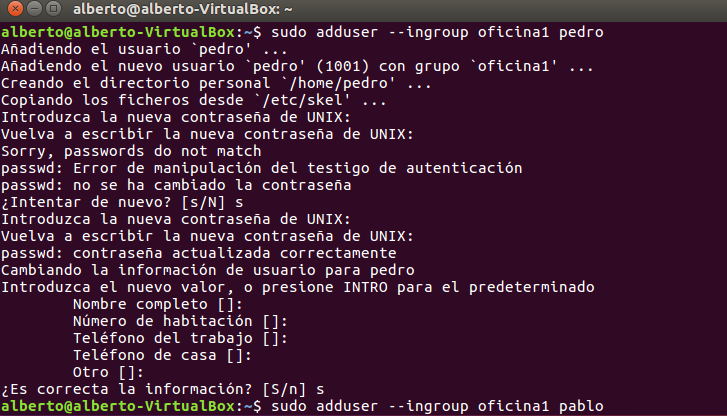 alberto@alberto-VirtualBox: ~
alberto@alberto-VirtualBox:~$ sudo adduser --ingroup oficina1 pedro
Añadiendo el usuario `pedro' ...
Añadiendo el nuevo usuario `pedro' (1001) con grupo `oficina1' ...
Creando el directorio personal `/home/pedro' ...
Copiando los ficheros desde `/etc/skel' ...
Introduzca la nueva contraseña de UNIX:
Vuelva a escribir la nueva contraseña de UNIX:
Sorry, passwords do not match
passwd: Error de manipulación del testigo de autenticación
passwd: no se ha cambiado la contraseña
¿Intentar de nuevo? [s/N] s
Introduzca la nueva contraseña de UNIX:
Vuelva a escribir la nueva contraseña de UNIX:
passwd: contraseña actualizada correctamente
Cambiando la información de usuario para pedro
Introduzca el nuevo valor, o presione INTRO para el predeterminado
        Nombre completo []:
        Número de habitación []:
        Teléfono del trabajo []:
        Teléfono de casa []:
        Otro []:
¿Es correcta la información? [S/n] s
alberto@alberto-VirtualBox:~$ sudo adduser --ingroup oficina1 pablo